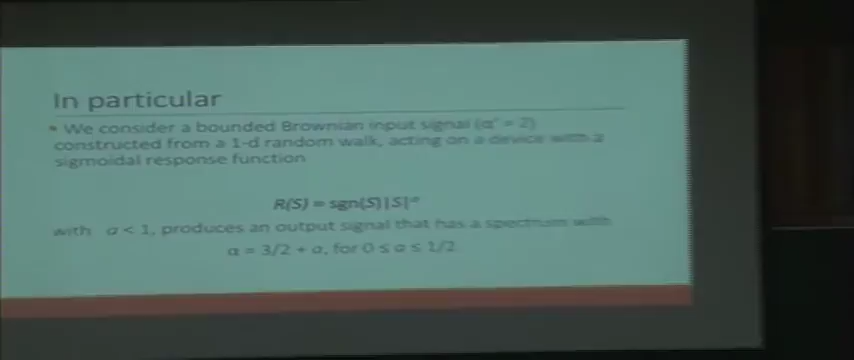 In particular
▪ We consider a bounded Brownian input signal (α' = 2)
constructed from a 1-d random walk, acting on a device with a
sigmoidal response function
R(S) = sgn(S)|S|ᵃ
with a < 1, produces an output signal that has a spectrum with
α = 3/2 + a, for 0 ≤ a ≤ 1/2